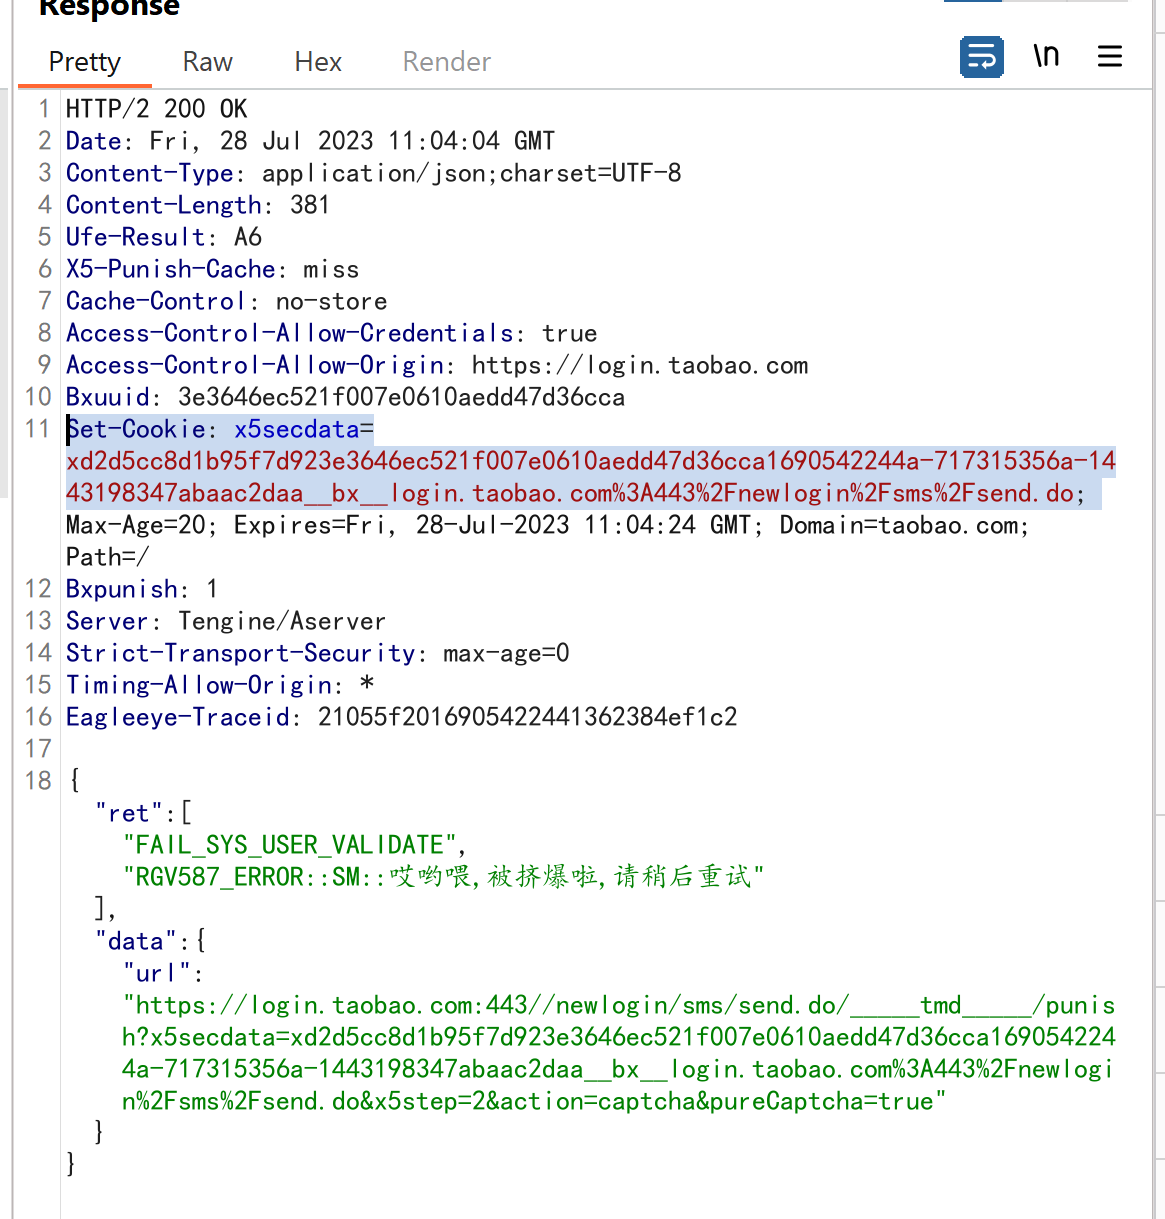 Response
Pretty Raw Hex Render \n
1 HTTP/2 200 OK
2 Date: Fri, 28 Jul 2023 11:04:04 GMT
3 Content-Type: application/json;charset=UTF-8
4 Content-Length: 381
5 Ufe-Result: A6
6 X5-Punish-Cache: miss
7 Cache-Control: no-store
8 Access-Control-Allow-Credentials: true
9 Access-Control-Allow-Origin: https://login.taobao.com
10 Bxuuid: 3e3646ec521f007e0610aedd47d36cca
11 Set-Cookie: x5secdata=
xd2d5cc8d1b95f7d923e3646ec521f007e0610aedd47d36cca1690542244a-717315356a-14
43198347abaac2daa__bx__login.taobao.com%3A443%2Fnewlogin%2Fsms%2Fsend.do;
Max-Age=20; Expires=Fri, 28-Jul-2023 11:04:24 GMT; Domain=taobao.com;
Path=/
12 Bxpunish: 1
13 Server: Tengine/Aserver
14 Strict-Transport-Security: max-age=0
15 Timing-Allow-Origin: *
16 Eagleeye-Traceid: 21055f2016905422441362384ef1c2
17
18 {
"ret":[
"FAIL_SYS_USER_VALIDATE",
"RGV587_ERROR::SM::哎哟喂,被挤爆啦,请稍后重试"
],
"data":{
"url":
"https://login.taobao.com:443//newlogin/sms/send.do/_____tmd_____/punis
h?x5secdata=xd2d5cc8d1b95f7d923e3646ec521f007e0610aedd47d36cca169054224
4a-717315356a-1443198347abaac2daa__bx__login.taobao.com%3A443%2Fnewlogi
n%2Fsms%2Fsend.do&x5step=2&action=captcha&pureCaptcha=true"
}
}